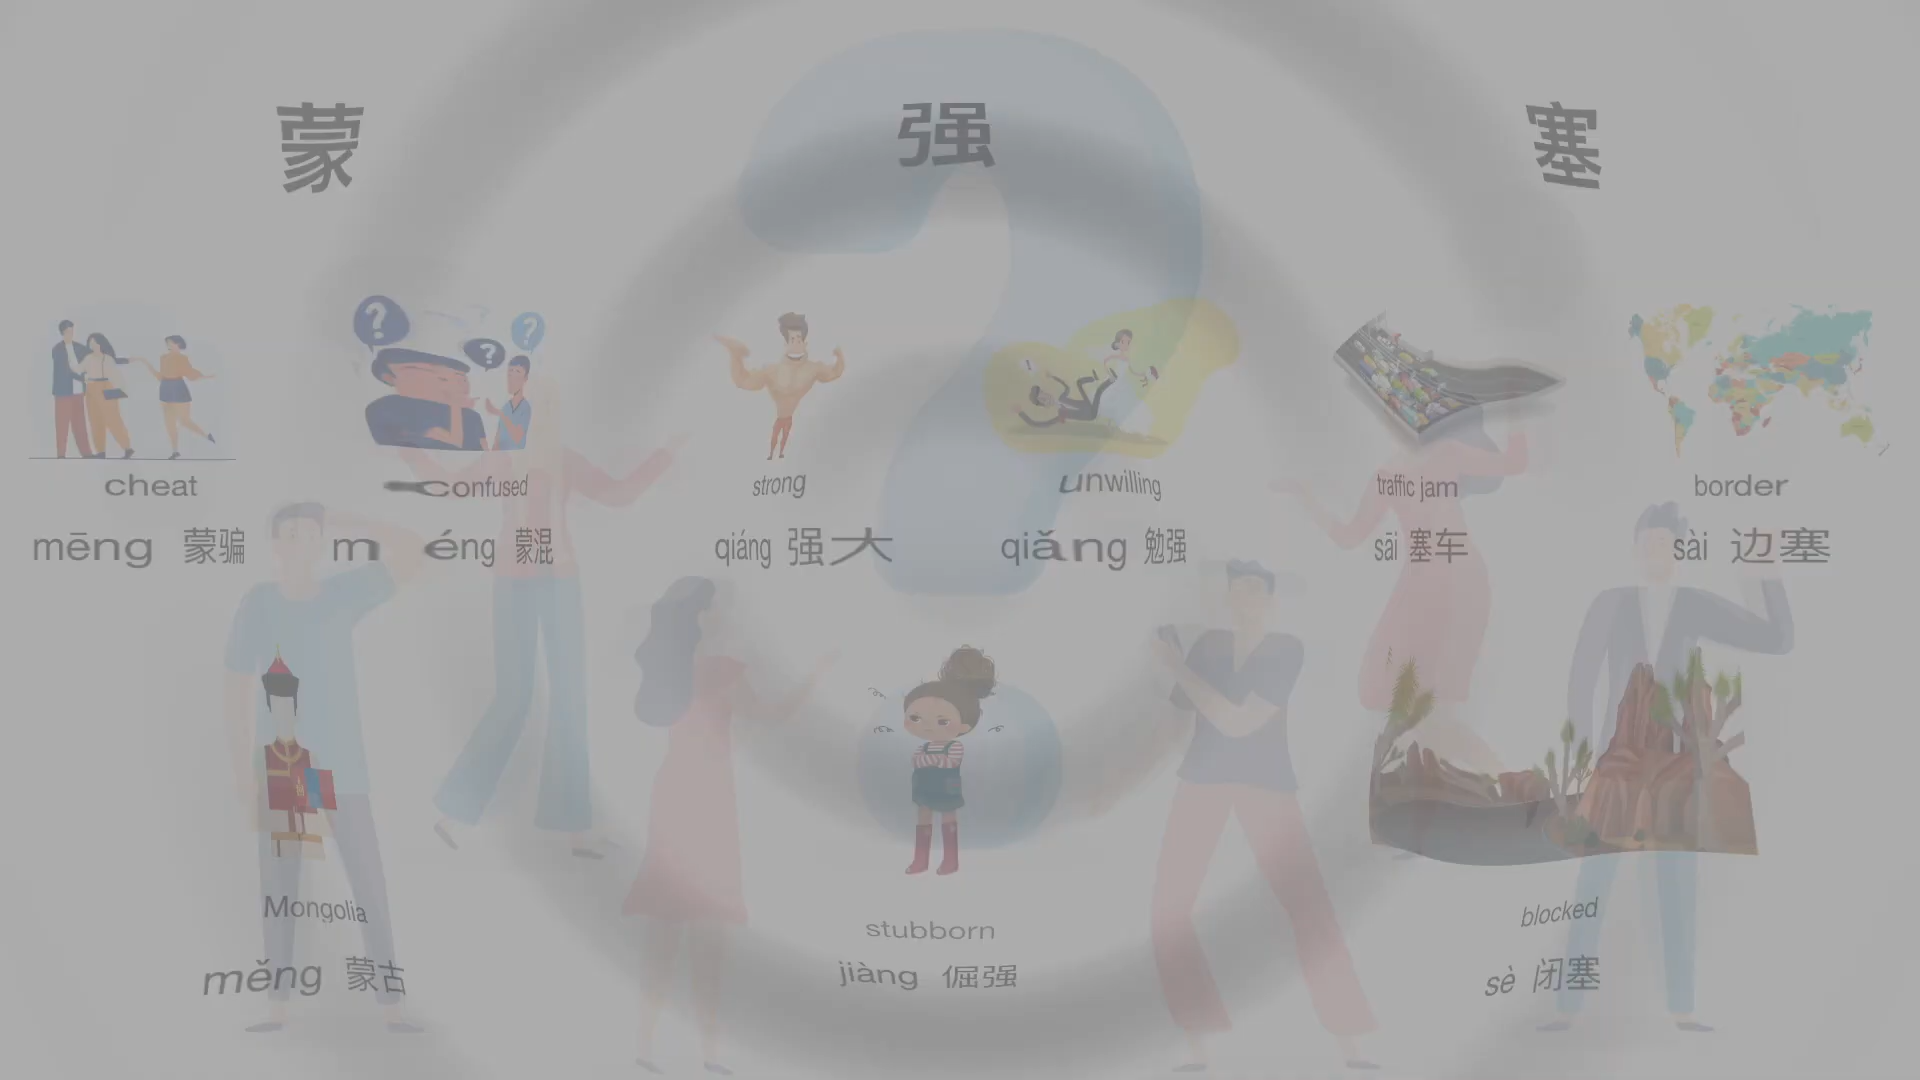 蒙 强 塞
cheat confused strong unwilling traffic jam border
mēng 蒙骗 méng 蒙混 qiáng 强大 qiǎng 勉强 sāi 塞车 sài 边塞
Mongolia stubborn blocked
měng 蒙古 jiàng 倔强 sè 闭塞